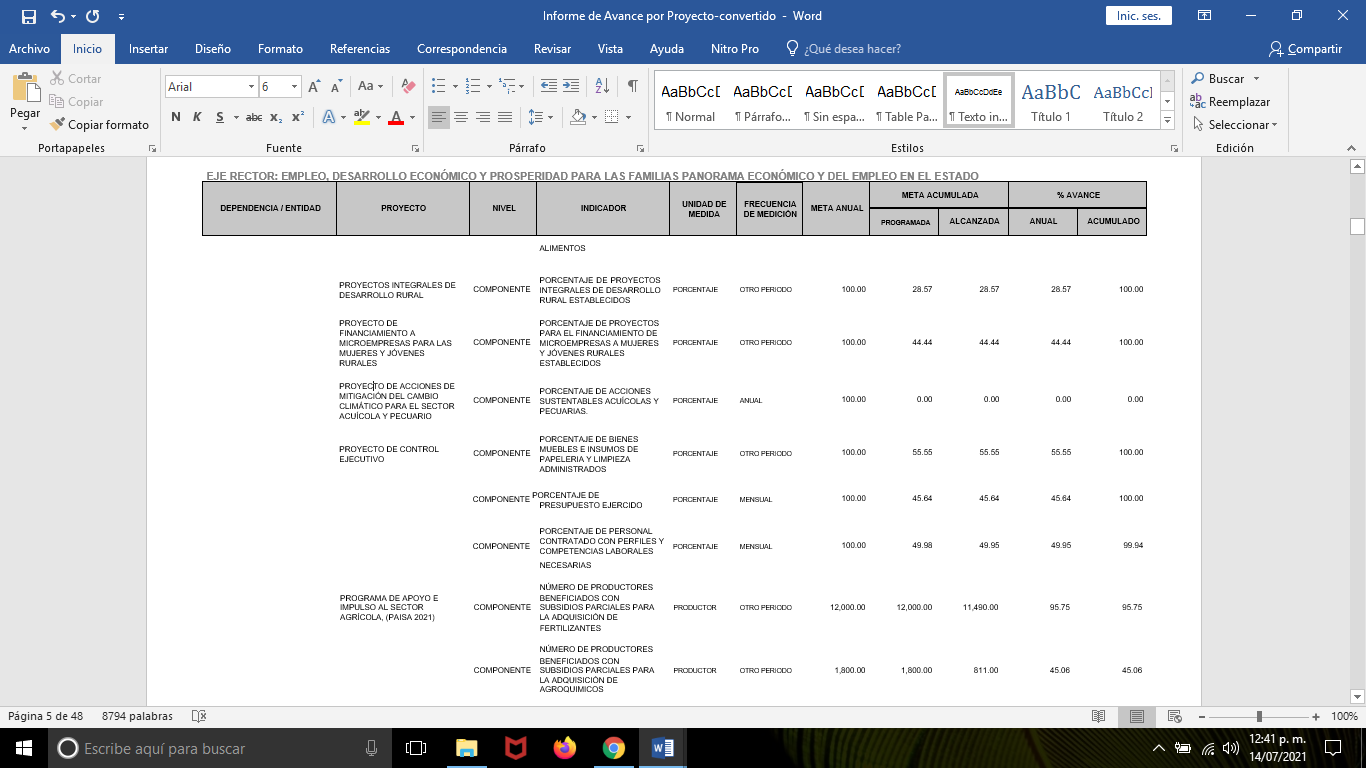 Informe de Avance por Proyecto-convertido - Word
Inic. ses.
Archivo Inicio Insertar Diseño Formato Referencias Correspondencia Revisar Vista Ayuda Nitro Pro ¿Qué desea hacer? Compartir
Pegar
Cortar
Copiar
Copiar formato
Portapapeles
Arial 6
N K S abc x₂ x²
Fuente
Párrafo
AaBbCcD AaBbCcD AaBbCcD AaBbCcD AaBbCcDdEe AaBbC AaBbCcD
¶ Normal ¶ Párrafo... ¶ Sin espa... ¶ Table Pa... ¶ Texto in... Título 1 Título 2
Estilos
Buscar
Reemplazar
Seleccionar
Edición
EJE RECTOR: EMPLEO, DESARROLLO ECONÓMICO Y PROSPERIDAD PARA LAS FAMILIAS PANORAMA ECONÓMICO Y DEL EMPLEO EN EL ESTADO
DEPENDENCIA / ENTIDAD PROYECTO NIVEL INDICADOR UNIDAD DE MEDIDA FRECUENCIA DE MEDICIÓN META ANUAL META ACUMULADA % AVANCE
PROGRAMADA ALCANZADA ANUAL ACUMULADO
ALIMENTOS
PROYECTOS INTEGRALES DE
DESARROLLO RURAL
COMPONENTE
PORCENTAJE DE PROYECTOS
INTEGRALES DE DESARROLLO
RURAL ESTABLECIDOS
PORCENTAJE OTRO PERIODO 100.00 28.57 28.57 28.57 100.00
PROYECTO DE
FINANCIAMIENTO A
MICROEMPRESAS PARA LAS
MUJERES Y JÓVENES
RURALES
COMPONENTE
PORCENTAJE DE PROYECTOS
PARA EL FINANCIAMIENTO DE
MICROEMPRESAS A MUJERES
Y JÓVENES RURALES
ESTABLECIDOS
PORCENTAJE OTRO PERIODO 100.00 44.44 44.44 44.44 100.00
PROYECTO DE ACCIONES DE
MITIGACIÓN DEL CAMBIO
CLIMÁTICO PARA EL SECTOR
ACUÍCOLA Y PECUARIO
COMPONENTE
PORCENTAJE DE ACCIONES
SUSTENTABLES ACUÍCOLAS Y
PECUARIAS.
PORCENTAJE ANUAL 100.00 0.00 0.00 0.00 0.00
PROYECTO DE CONTROL
EJECUTIVO
COMPONENTE
PORCENTAJE DE BIENES
MUEBLES E INSUMOS DE
PAPELERIA Y LIMPIEZA
ADMINISTRADOS
PORCENTAJE OTRO PERIODO 100.00 55.55 55.55 55.55 100.00
COMPONENTE
PORCENTAJE DE
PRESUPUESTO EJERCIDO
PORCENTAJE MENSUAL 100.00 45.64 45.64 45.64 100.00
COMPONENTE
PORCENTAJE DE PERSONAL
CONTRATADO CON PERFILES Y
COMPETENCIAS LABORALES
NECESARIAS
PORCENTAJE MENSUAL 100.00 49.98 49.95 49.95 99.94
PROGRAMA DE APOYO E
IMPULSO AL SECTOR
AGRÍCOLA, (PAISA 2021)
COMPONENTE
NÚMERO DE PRODUCTORES
BENEFICIADOS CON
SUBSIDIOS PARCIALES PARA
LA ADQUISICIÓN DE
FERTILIZANTES
PRODUCTOR OTRO PERIODO 12,000.00 12,000.00 11,490.00 95.75 95.75
COMPONENTE
NÚMERO DE PRODUCTORES
BENEFICIADOS CON
SUBSIDIOS PARCIALES PARA
LA ADQUISICIÓN DE
AGROQUIMICOS
PRODUCTOR OTRO PERIODO 1,800.00 1,800.00 811.00 45.06 45.06
Página 5 de 48 8794 palabras 100%
Escribe aquí para buscar
12:41 p. m.
14/07/2021